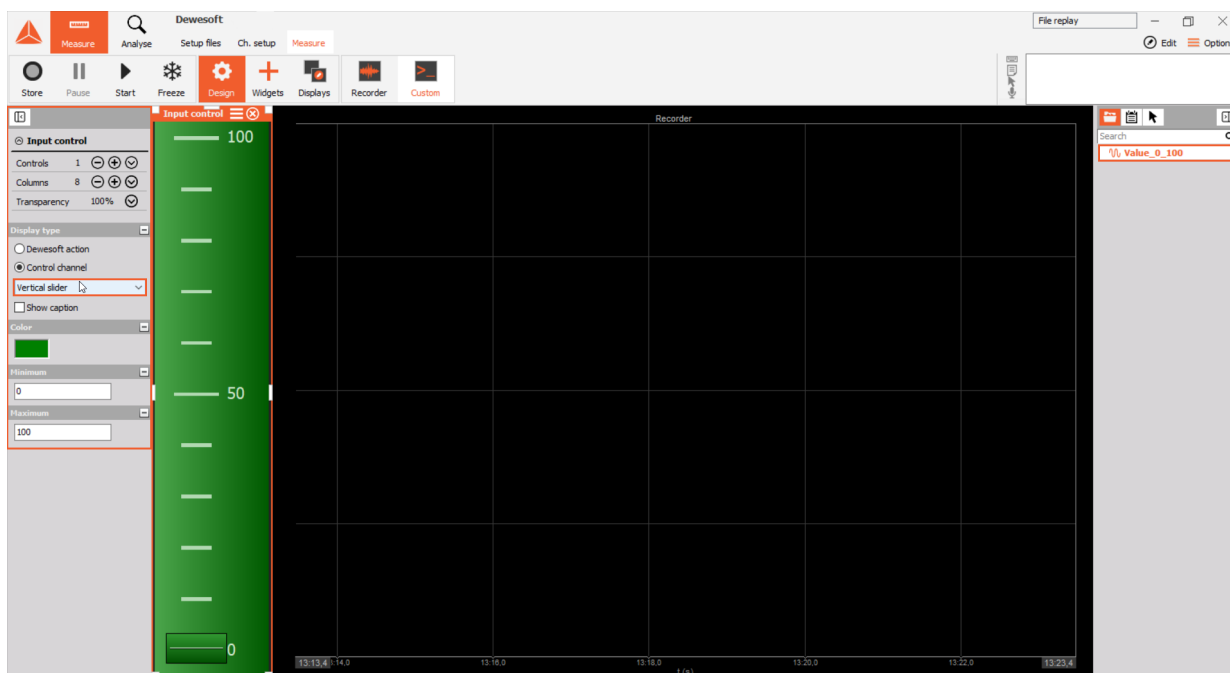 Dewesoft
File replay
Measure
Analyse
Setup files
Ch. setup
Measure
Edit
Option
Store
Pause
Start
Freeze
Design
Widgets
Displays
Recorder
Custom
Input control
Controls 1
Columns 8
Transparency 100%
Display type
Dewesoft action
Control channel
Vertical slider
Show caption
Color
Minimum
0
Maximum
100
Input control
100
50
0
Recorder
13:13,4
:14,0
13:16,0
13:18,0
13:20,0
13:22,0
13:23,4
t (s)
Search
Value_0_100